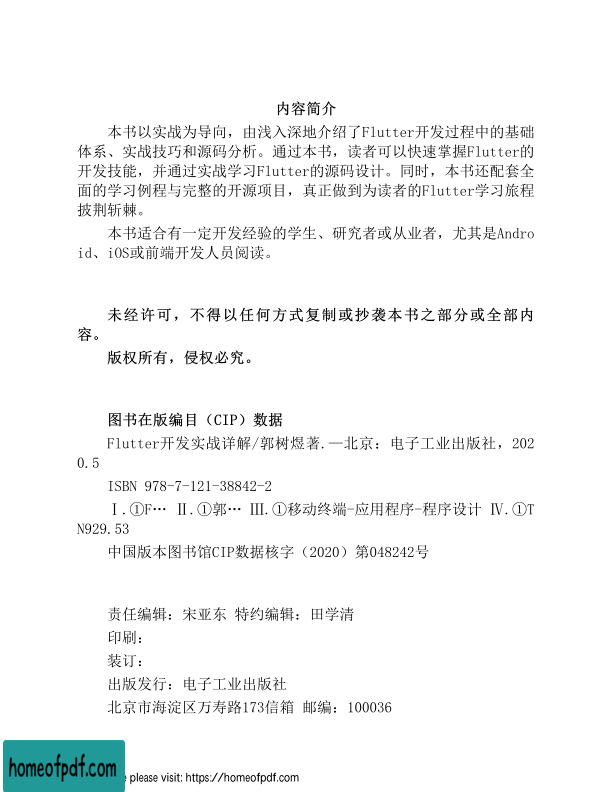 内容简介
本书以实战为导向，由浅入深地介绍了Flutter开发过程中的基础
体系、实战技巧和源码分析。通过本书，读者可以快速掌握Flutter的
开发技能，并通过实战学习Flutter的源码设计。同时，本书还配套全
面的学习例程与完整的开源项目，真正做到为读者的Flutter学习旅程
披荆斩棘。
本书适合有一定开发经验的学生、研究者或从业者，尤其是Andro
id、iOS或前端开发人员阅读。
未经许可，不得以任何方式复制或抄袭本书之部分或全部内
容。
版权所有，侵权必究。
图书在版编目（CIP）数据
Flutter开发实战详解/郭树煜著.—北京：电子工业出版社，202
0.5
ISBN 978-7-121-38842-2
Ⅰ.①F… Ⅱ.①郭… Ⅲ.①移动终端-应用程序-程序设计 Ⅳ.①T
N929.53
中国版本图书馆CIP数据核字（2020）第048242号
责任编辑：宋亚东 特约编辑：田学清
印刷：
装订：
出版发行：电子工业出版社
北京市海淀区万寿路173信箱 邮编：100036
homeofpdf.com
e please visit: https://homeofpdf.com